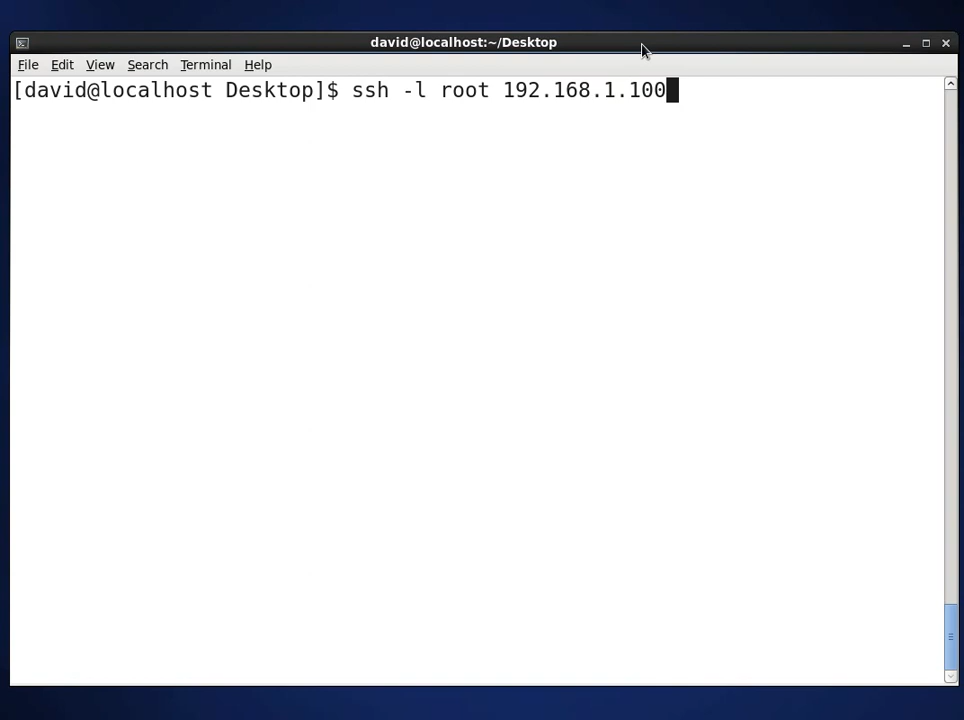 david@localhost:~/Desktop
File Edit View Search Terminal Help
[david@localhost Desktop]$ ssh -l root 192.168.1.100